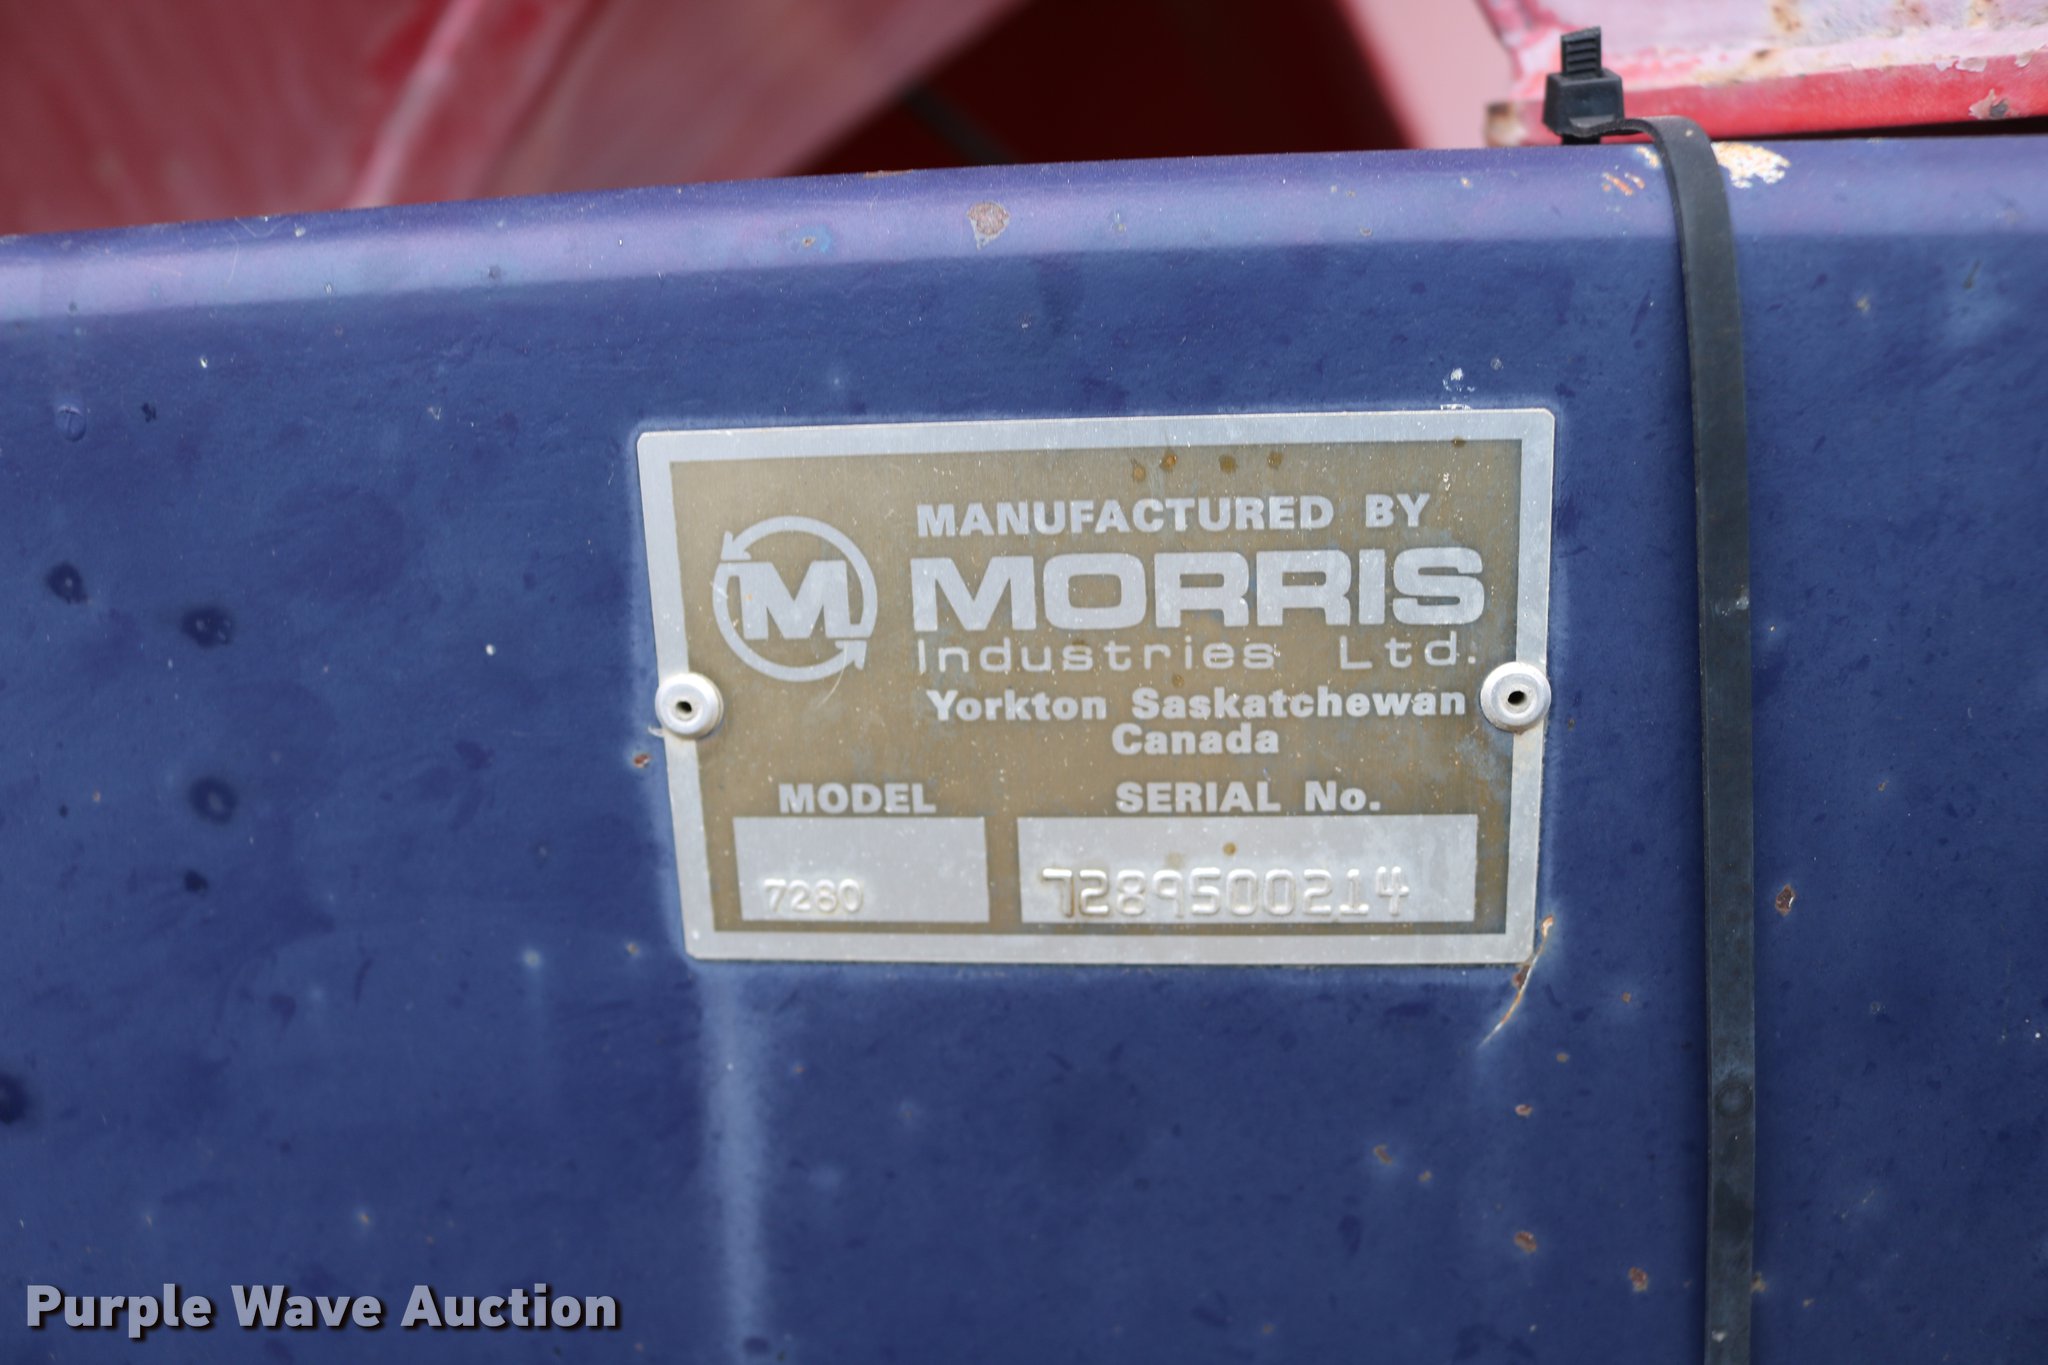 MANUFACTURED BY
M MORRIS
Industries Ltd.
Yorkton Saskatchewan
Canada
MODEL SERIAL No.
7280 7289500214
Purple Wave Auction